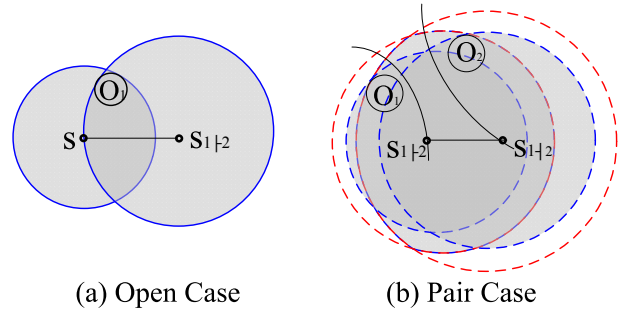 O1
S S1|-2
(a) Open Case
O2
O1
S1|-2 S1-|2
(b) Pair Case